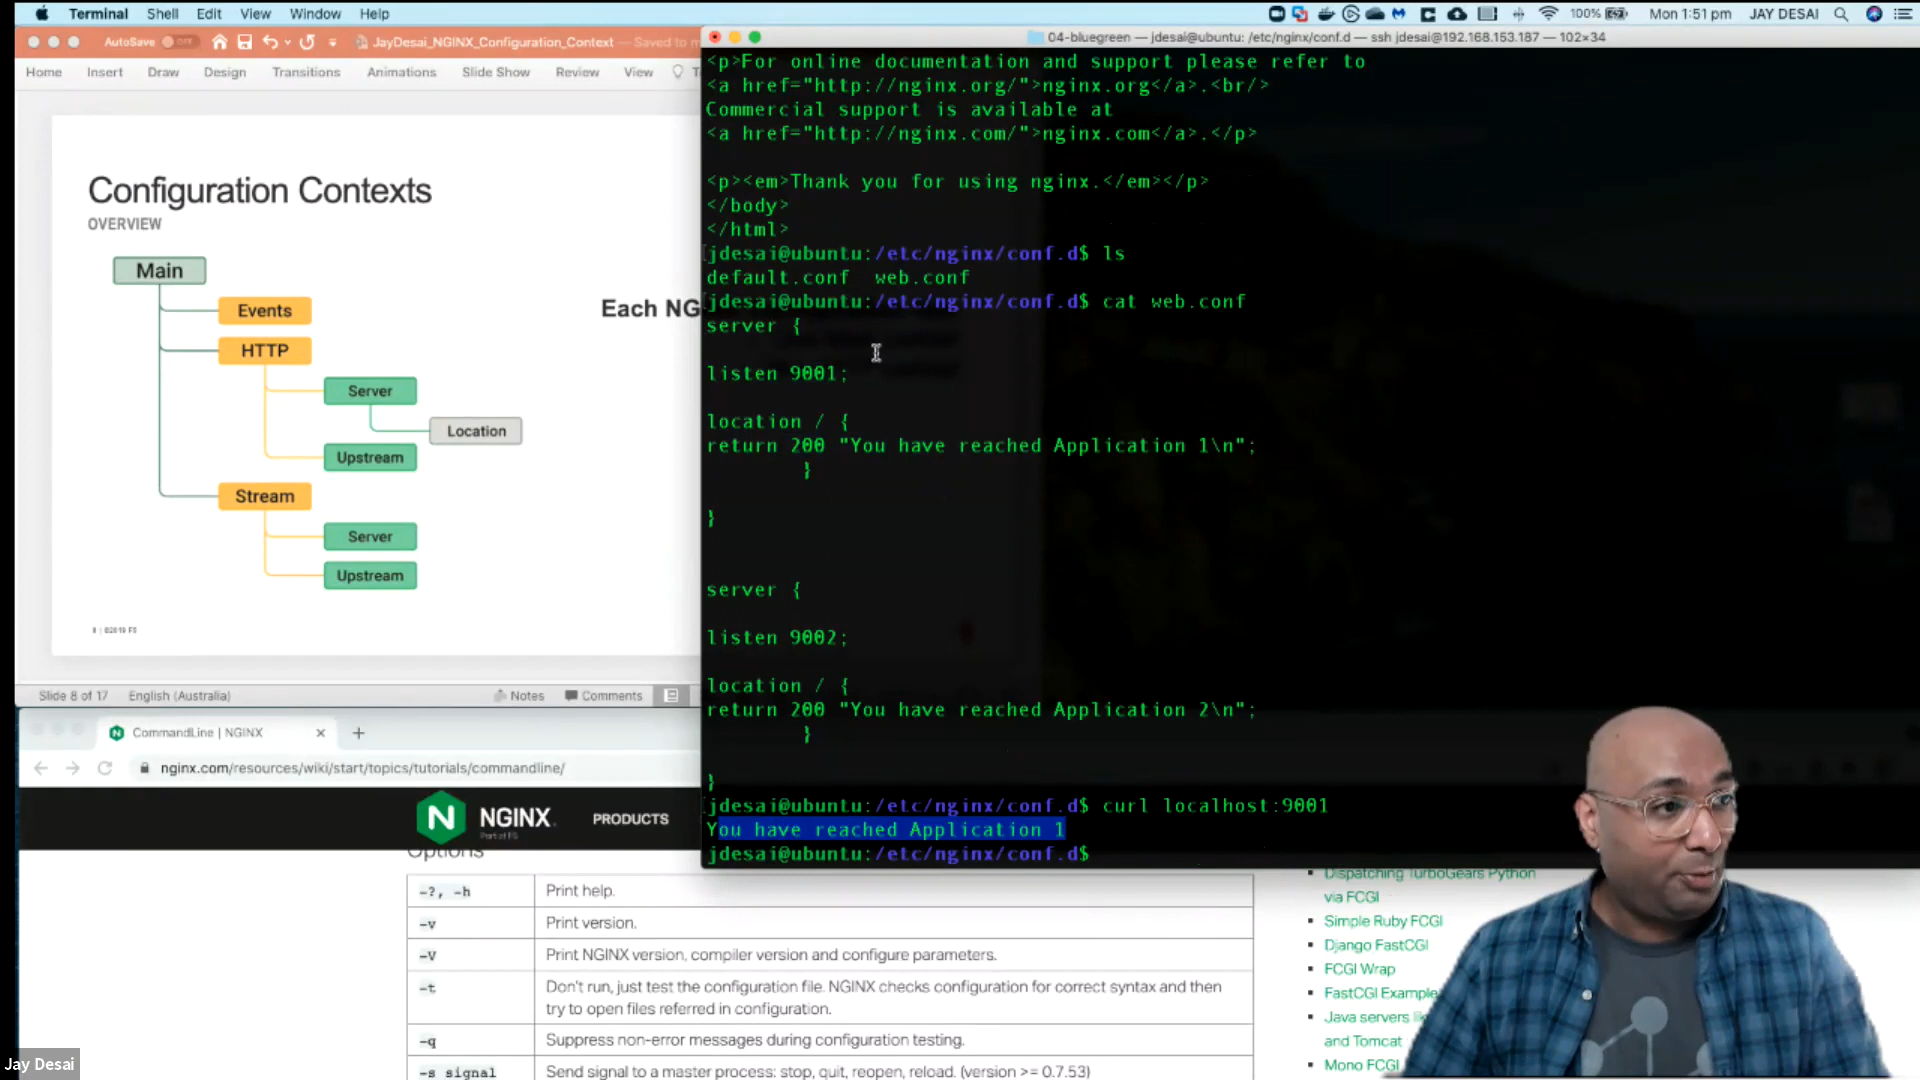 Terminal Shell Edit View Window Help
100% Mon 1:51 pm JAY DESAI
AutoSave OFF JayDesai_NGINX_Configuration_Context — Saved to m
Home Insert Draw Design Transitions Animations Slide Show Review View
Configuration Contexts
OVERVIEW
Main
Events
HTTP
Server
Location
Upstream
Stream
Server
Upstream
Each NG
8 | ©2019 F5
Slide 8 of 17 English (Australia) Notes Comments
04-bluegreen — jdesai@ubuntu: /etc/nginx/conf.d — ssh jdesai@192.168.153.187 — 102×34
<p>For online documentation and support please refer to
<a href="http://nginx.org/">nginx.org</a>.<br/>
Commercial support is available at
<a href="http://nginx.com/">nginx.com</a>.</p>
<p><em>Thank you for using nginx.</em></p>
</body>
</html>
jdesai@ubuntu:/etc/nginx/conf.d$ ls
default.conf web.conf
jdesai@ubuntu:/etc/nginx/conf.d$ cat web.conf
server {
listen 9001;
location / {
return 200 "You have reached Application 1\n";
}
}
server {
listen 9002;
location / {
return 200 "You have reached Application 2\n";
}
}
jdesai@ubuntu:/etc/nginx/conf.d$ curl localhost:9001
You have reached Application 1
jdesai@ubuntu:/etc/nginx/conf.d$
CommandLine | NGINX
nginx.com/resources/wiki/start/topics/tutorials/commandline/
N NGINX
Part of F5
PRODUCTS
Options
-?, -h Print help.
-v Print version.
-V Print NGINX version, compiler version and configure parameters.
-t Don't run, just test the configuration file. NGINX checks configuration for correct syntax and then
try to open files referred in configuration.
-q Suppress non-error messages during configuration testing.
-s signal Send signal to a master process: stop, quit, reopen, reload. (version >= 0.7.53)
Dispatching TurboGears Python
via FCGI
Simple Ruby FCGI
Django FastCGI
FCGI Wrap
FastCGI Example
Java servers
and Tomcat
Mono FCGI
Jay Desai